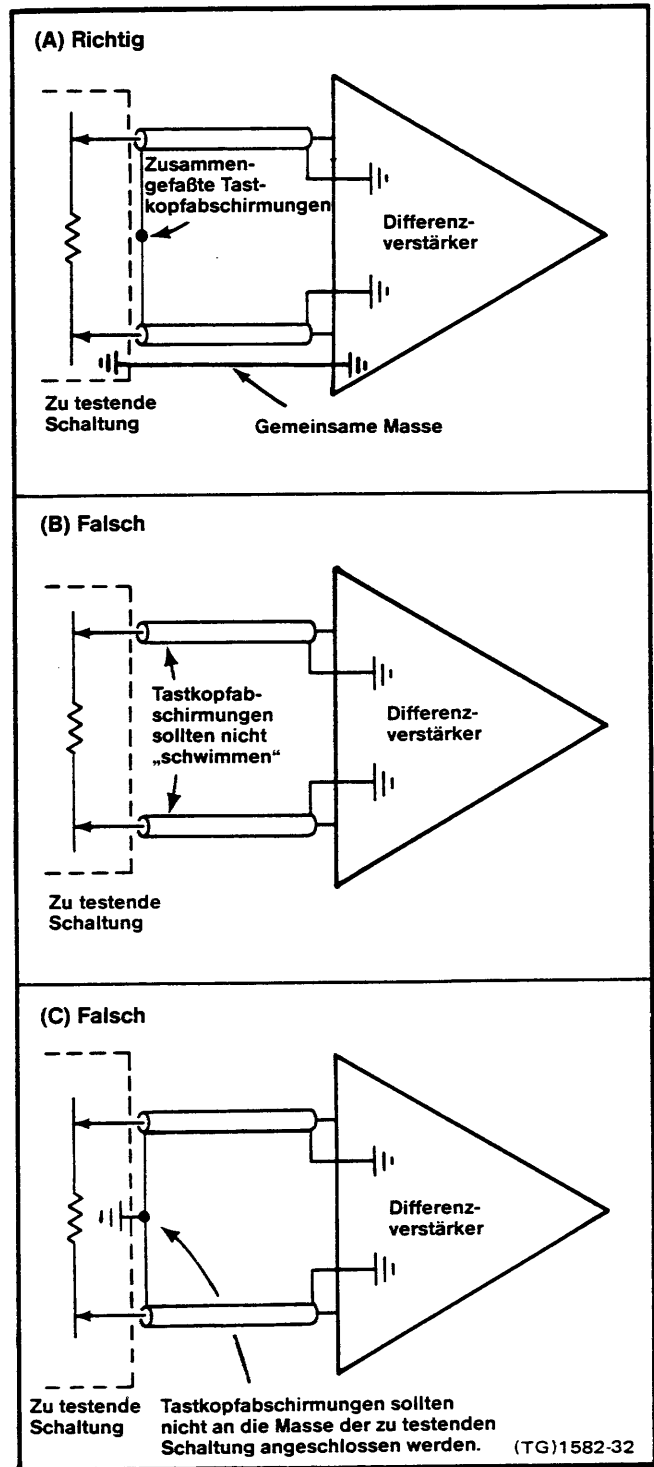 (A) Richtig
Zusammen-
gefaßte Tast-
kopfabschirmungen
Differenz-
verstärker
Zu testende
Schaltung
Gemeinsame Masse
(B) Falsch
Tastkopfab-
schirmungen
sollten nicht
„schwimmen“
Differenz-
verstärker
Zu testende
Schaltung
(C) Falsch
Differenz-
verstärker
Zu testende
Schaltung
Tastkopfabschirmungen sollten
nicht an die Masse der zu testenden
Schaltung angeschlossen werden.
(TG)1582-32